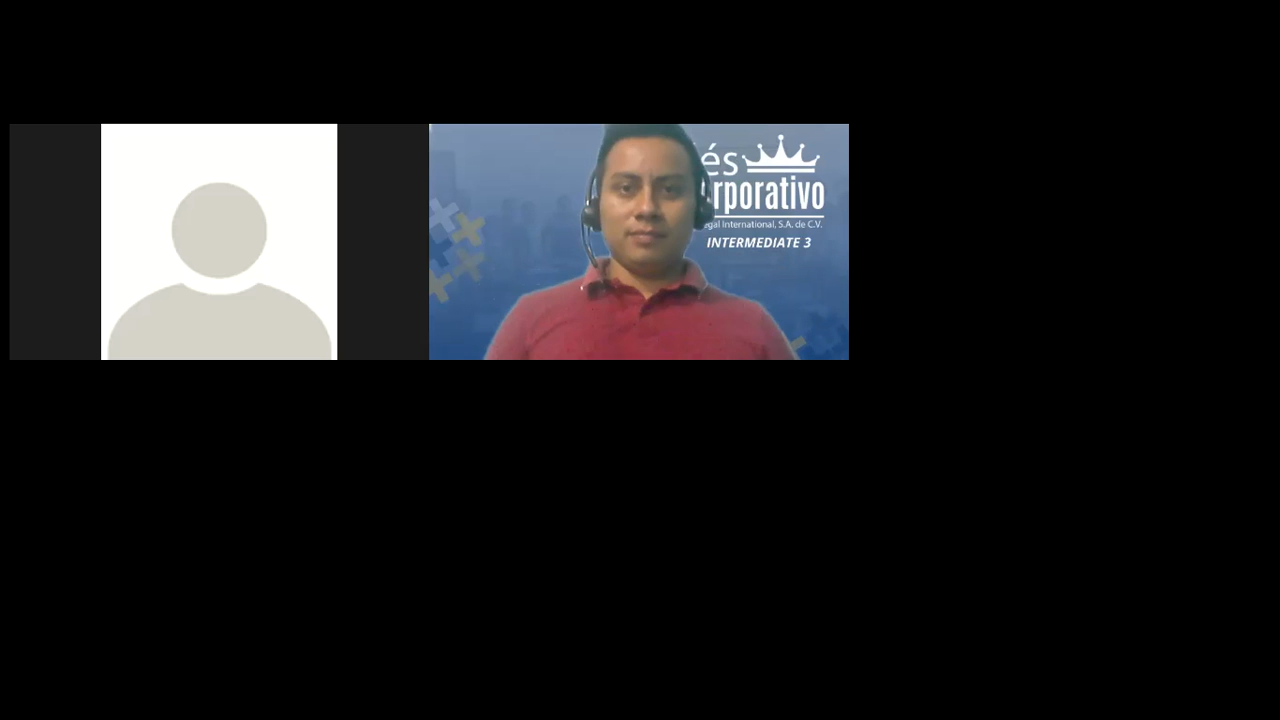 és
rporativo
egal International, S.A. de C.V.
INTERMEDIATE 3